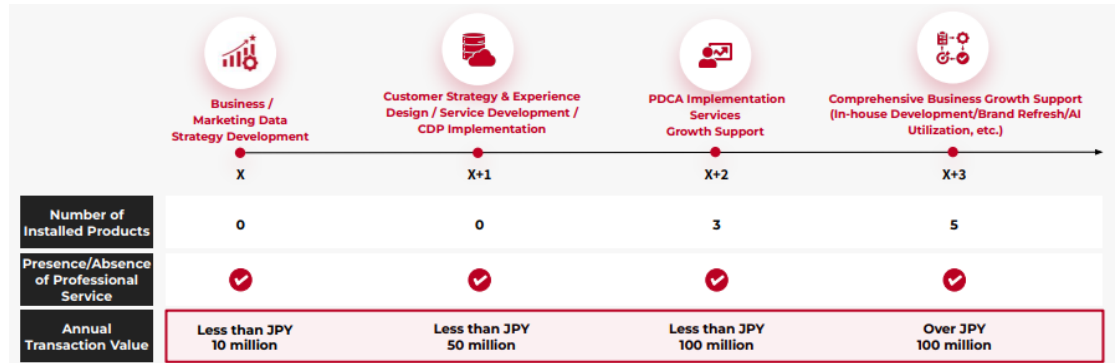 Business /
Marketing Data
Strategy Development
Customer Strategy & Experience
Design / Service Development /
CDP Implementation
PDCA Implementation
Services
Growth Support
Comprehensive Business Growth Support
(In-house Development/Brand Refresh/AI
Utilization, etc.)
X
X+1
X+2
X+3
Number of
Installed Products
0
0
3
5
Presence/Absence
of Professional
Service
Annual
Transaction Value
Less than JPY
10 million
Less than JPY
50 million
Less than JPY
100 million
Over JPY
100 million